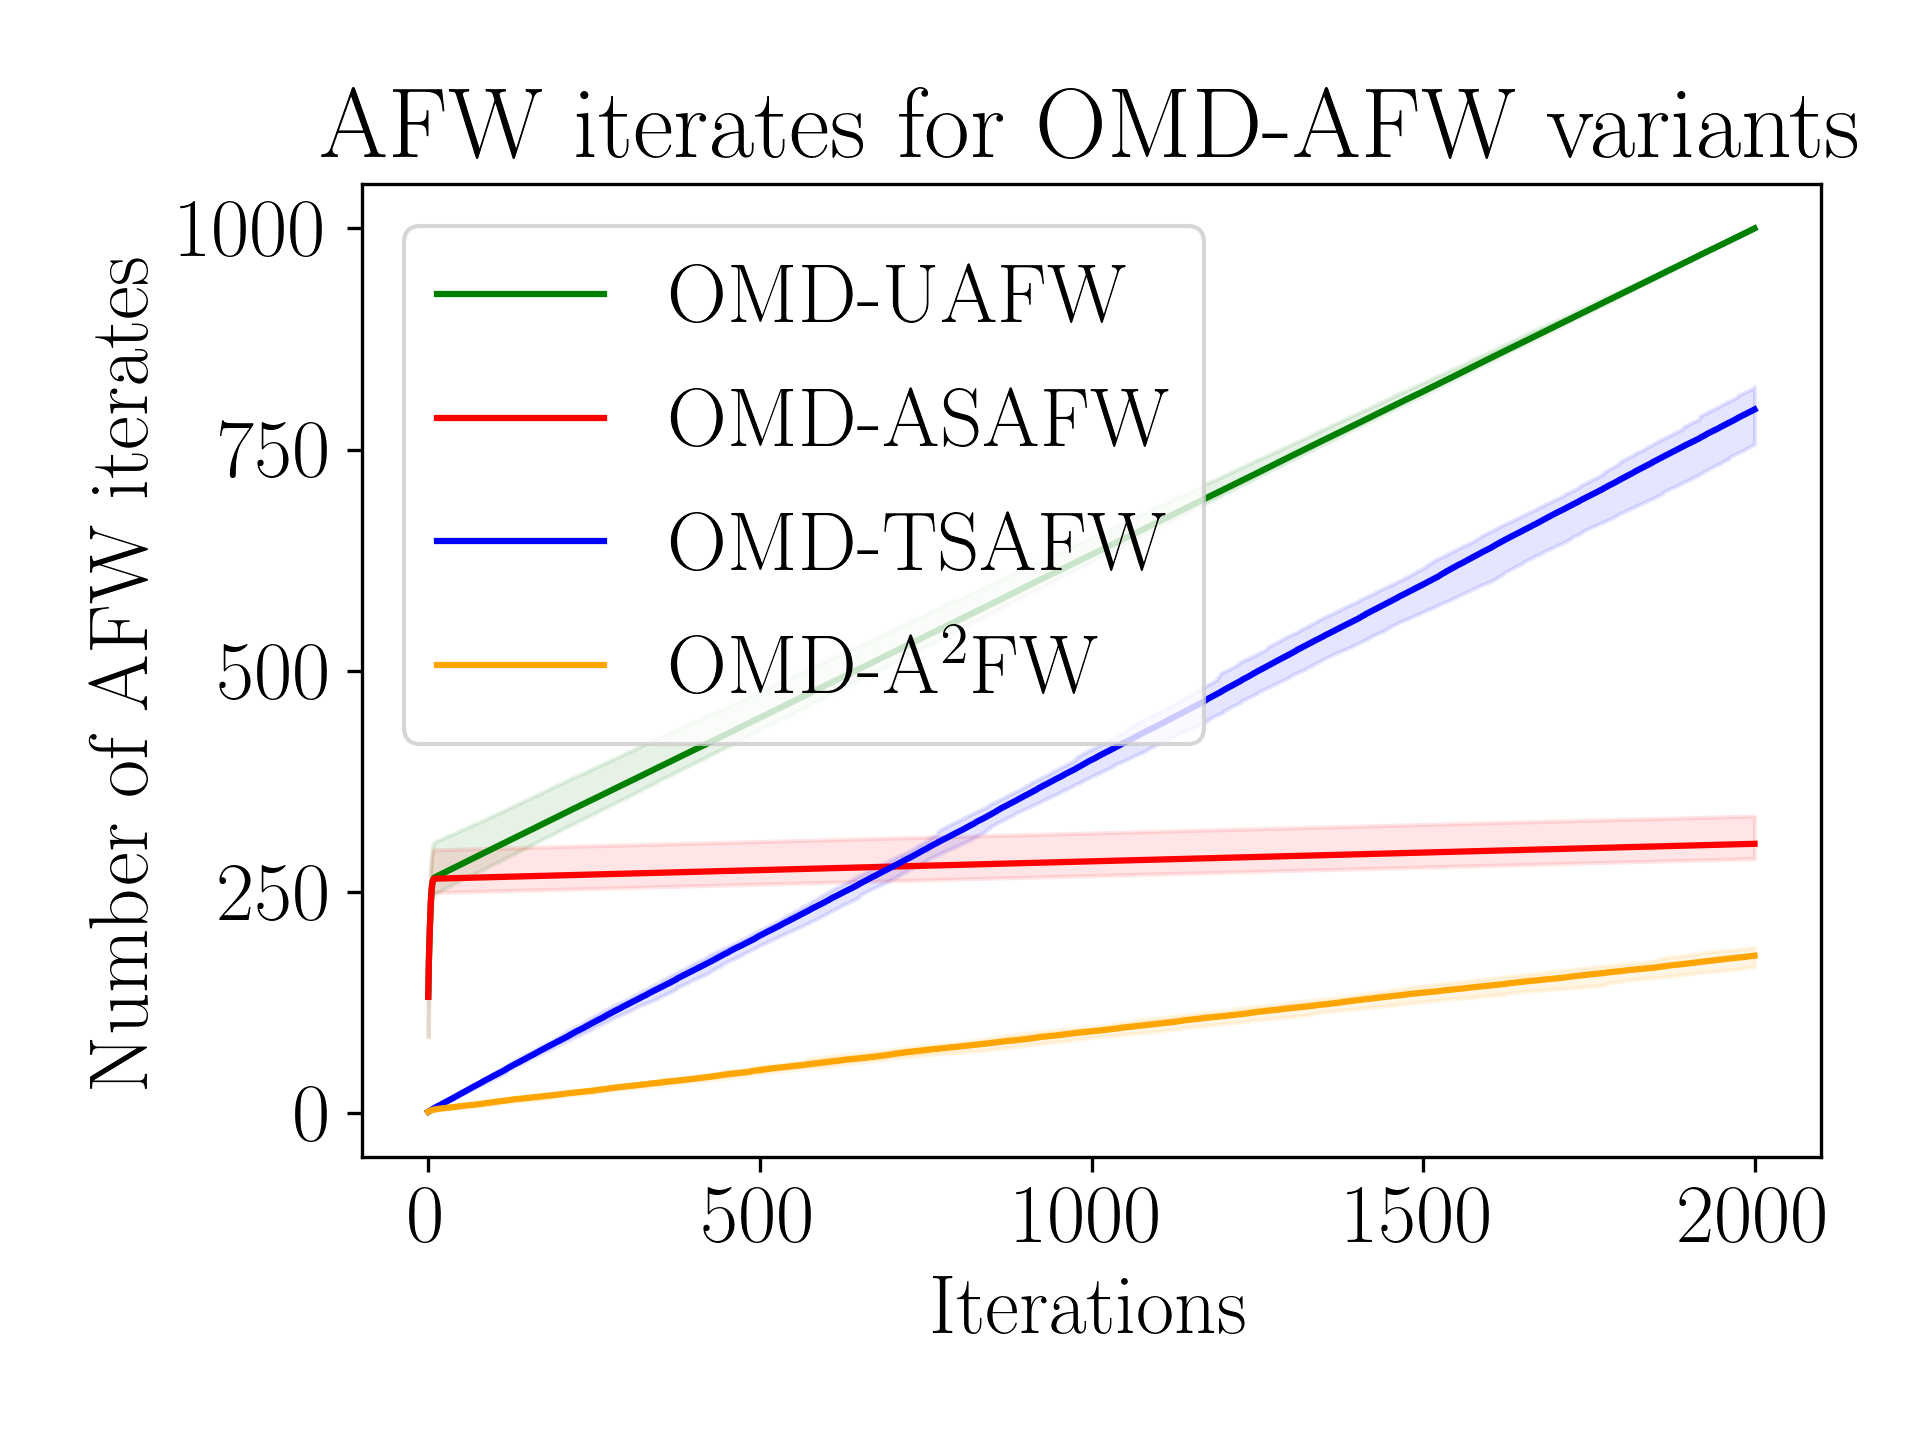 AFW iterates for OMD-AFW variants
Number of AFW iterates
1000
750
500
250
0
OMD-UAFW
OMD-ASAFW
OMD-TSAFW
OMD-A²FW
0 500 1000 1500 2000
Iterations